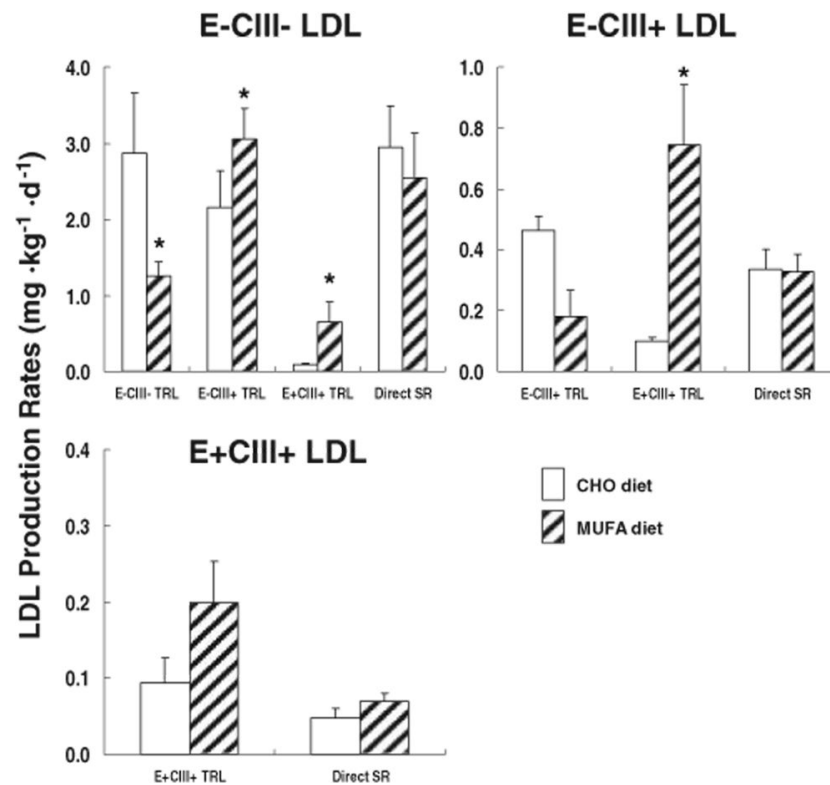 E-CIII- LDL
E-CIII+ LDL
LDL Production Rates (mg ·kg⁻¹ ·d⁻¹)
4.0
3.0
2.0
1.0
0.0
*
*
*
E-CIII- TRL
E-CIII+ TRL
E+CIII+ TRL
Direct SR
1.0
0.8
0.6
0.4
0.2
0.0
*
E-CIII+ TRL
E+CIII+ TRL
Direct SR
E+CIII+ LDL
0.4
0.3
0.2
0.1
0.0
E+CIII+ TRL
Direct SR
CHO diet
MUFA diet